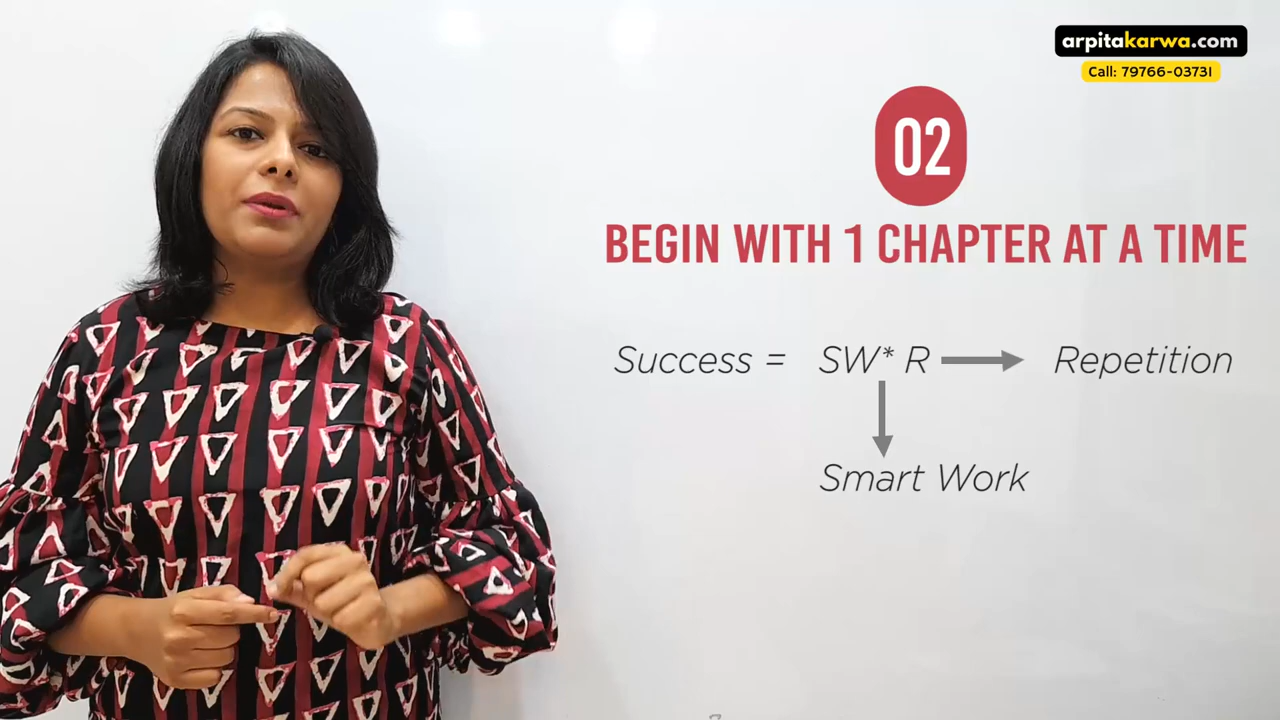 arpitakarwa.com
Call: 79766-03731
02
BEGIN WITH 1 CHAPTER AT A TIME
Success = SW* R Repetition
Smart Work